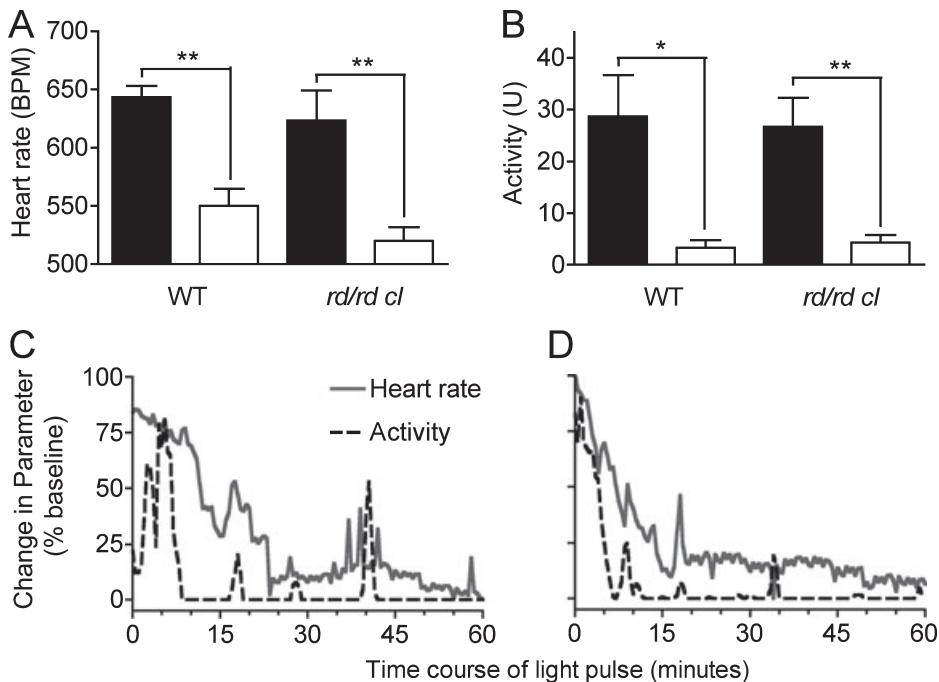 A
Heart rate (BPM)
700
650
600
550
500
**
**
WT
rd/rd cl
B
Activity (U)
40
30
20
10
0
*
**
WT
rd/rd cl
C
Change in Parameter
(% baseline)
100
75
50
25
0
Heart rate
Activity
0 15 30 45 60
D
0 15 30 45 60
Time course of light pulse (minutes)